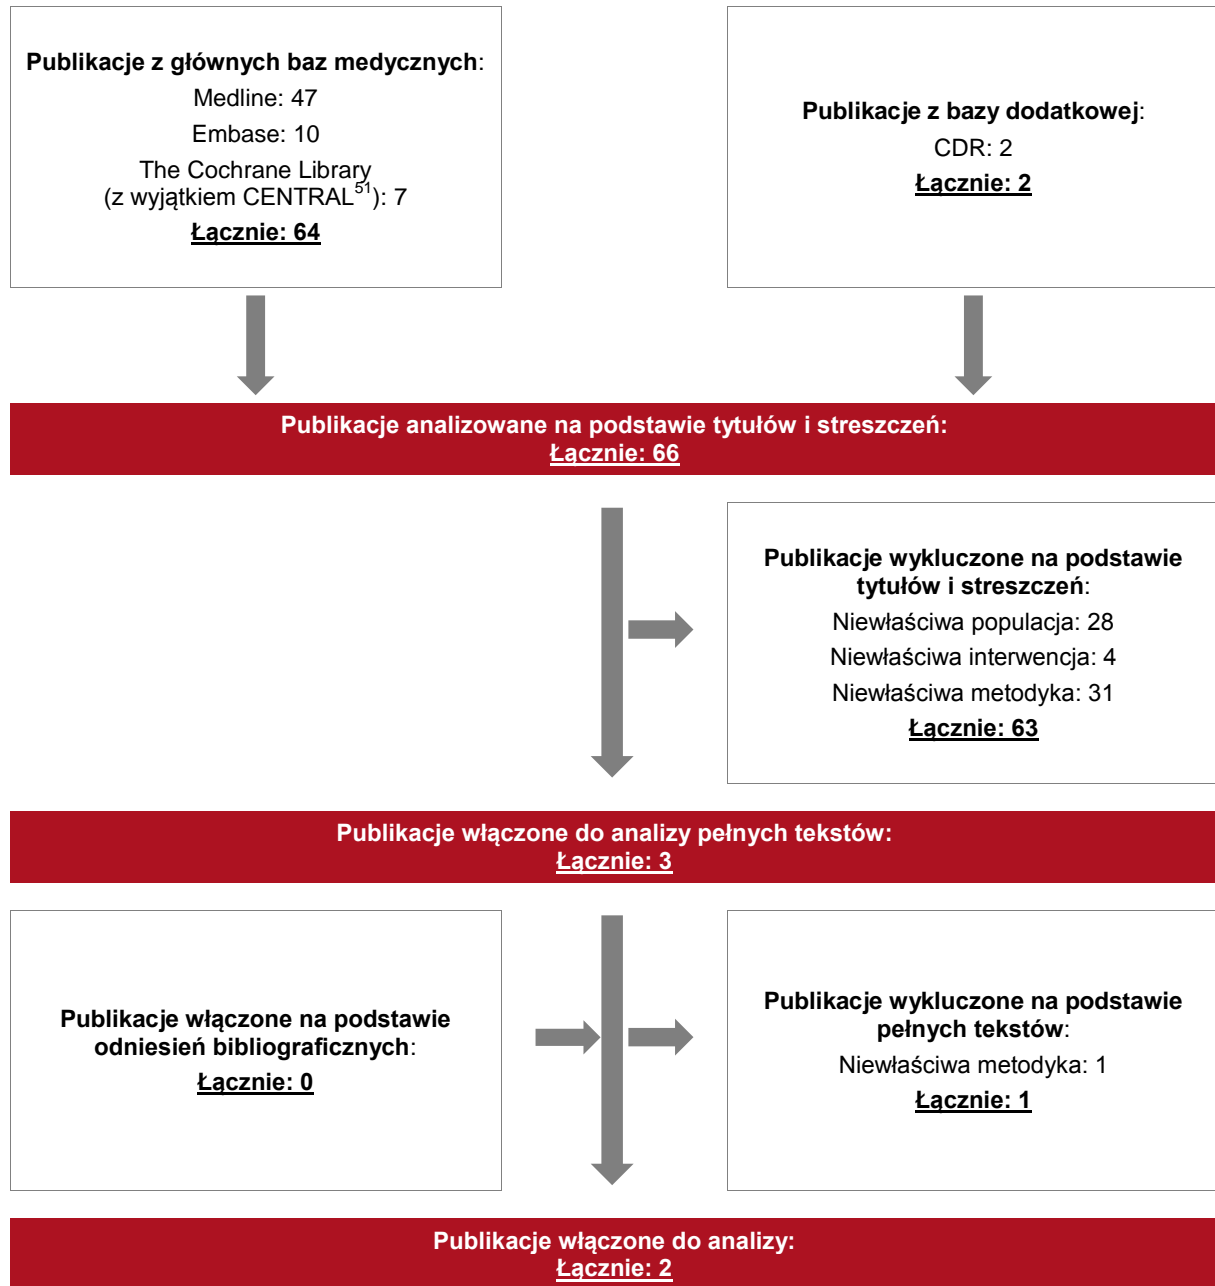 Publikacje z głównych baz medycznych:
Medline: 47
Embase: 10
The Cochrane Library
(z wyjątkiem CENTRAL51): 7
Łącznie: 64
Publikacje z bazy dodatkowej:
CDR: 2
Łącznie: 2
Publikacje analizowane na podstawie tytułów i streszczeń:
Łącznie: 66
Publikacje wykluczone na podstawie
tytułów i streszczeń:
Niewłaściwa populacja: 28
Niewłaściwa interwencja: 4
Niewłaściwa metodyka: 31
Łącznie: 63
Publikacje włączone do analizy pełnych tekstów:
Łącznie: 3
Publikacje włączone na podstawie
odniesień bibliograficznych:
Łącznie: 0
Publikacje wykluczone na podstawie
pełnych tekstów:
Niewłaściwa metodyka: 1
Łącznie: 1
Publikacje włączone do analizy:
Łącznie: 2